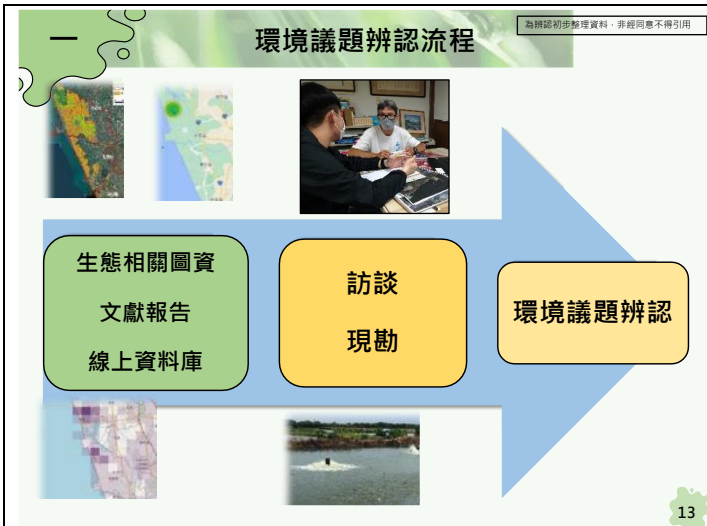 一
環境議題辨認流程
為辨認初步整理資料，非經同意不得引用
生態相關圖資
文獻報告
線上資料庫
訪談
現勘
環境議題辨認
13